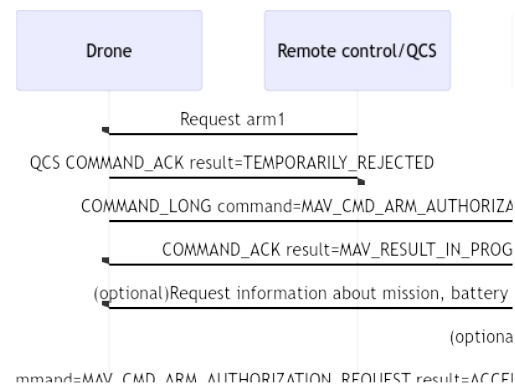 Drone
Remote control/QCS
Request arm1
QCS COMMAND_ACK result=TEMPORARILY_REJECTED
COMMAND_LONG command=MAV_CMD_ARM_AUTHORIZA
COMMAND_ACK result=MAV_RESULT_IN_PROG
(optional)Request information about mission, battery
(optiona
mmand=MAV_CMD_ARM_AUTHORIZATION_REQUEST result=ACCE